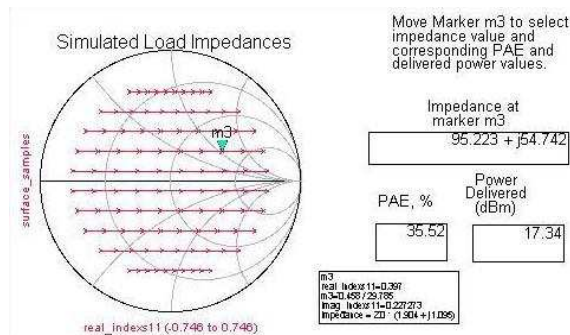 Simulated Load Impedances
m3
surface_samples
real_indexs11 (-0.746 to 0.746)
Move Marker m3 to select
impedance value and
corresponding PAE and
delivered power values.
Impedance at
marker m3
95.223 + j54.742
PAE, %
35.52
Power
Delivered
(dBm)
17.34
m3
real_indexs11=0.397
m3=0.458 / 29.785
imag_indexs11=0.227273
impedance = Z0 * (1.904 + j1.095)